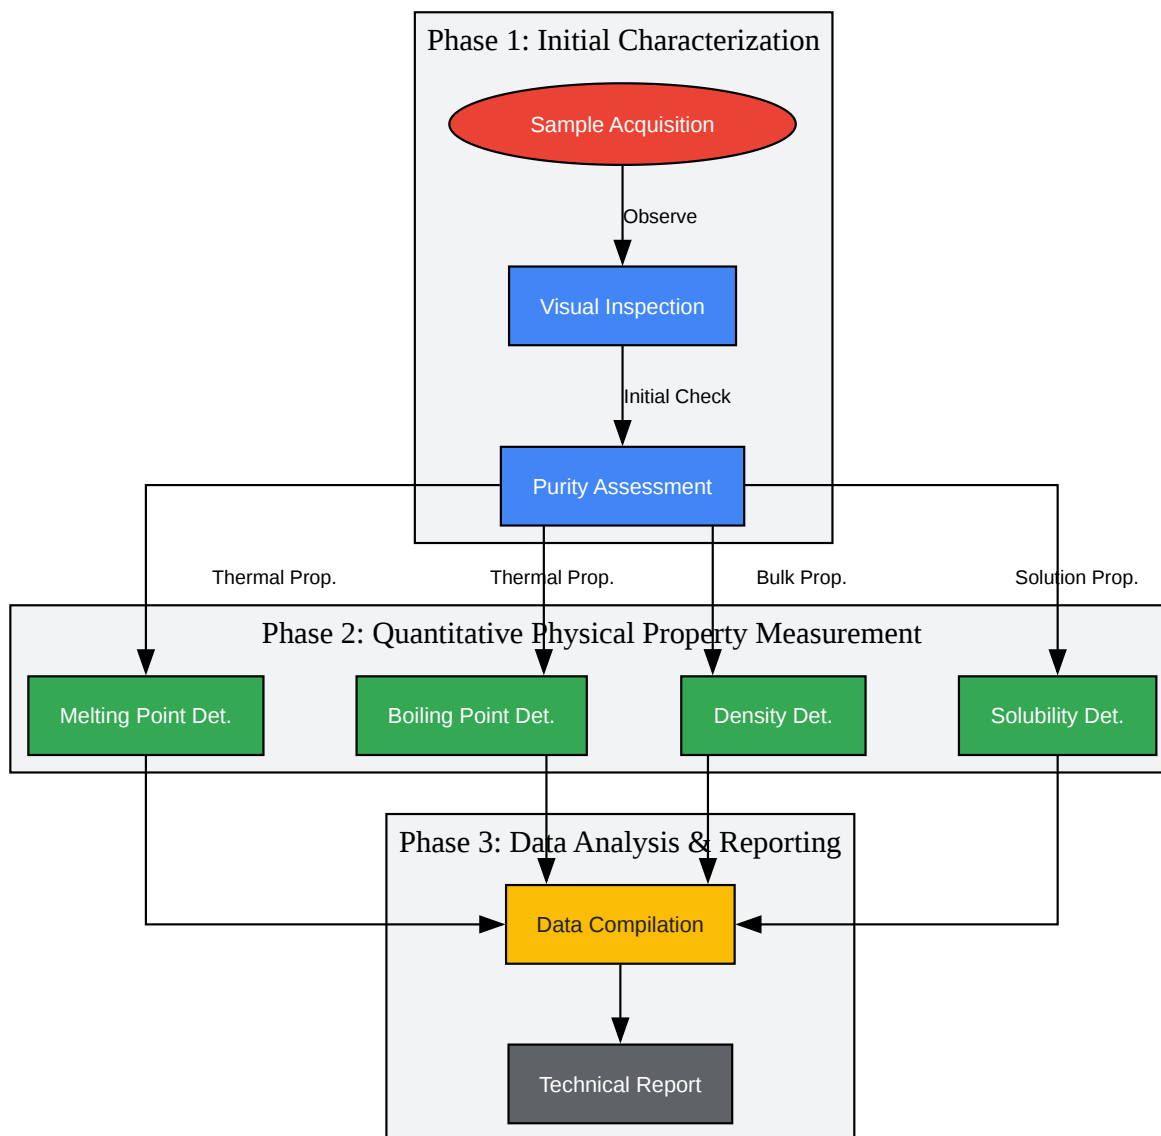 Phase 1: Initial Characterization
Sample Acquisition
Observe
Visual Inspection
Initial Check
Purity Assessment
Thermal Prop.
Thermal Prop.
Bulk Prop.
Solution Prop.
Phase 2: Quantitative Physical Property Measurement
Melting Point Det.
Boiling Point Det.
Density Det.
Solubility Det.
Phase 3: Data Analysis & Reporting
Data Compilation
Technical Report